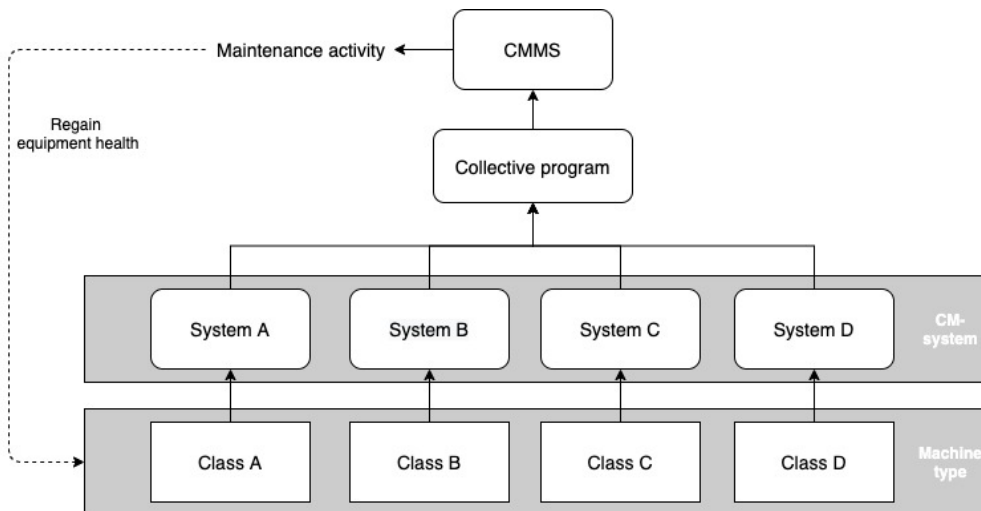 Maintenance activity
CMMS
Regain
equipment health
Collective program
System A
System B
System C
System D
CM-
system
Class A
Class B
Class C
Class D
Machine
type